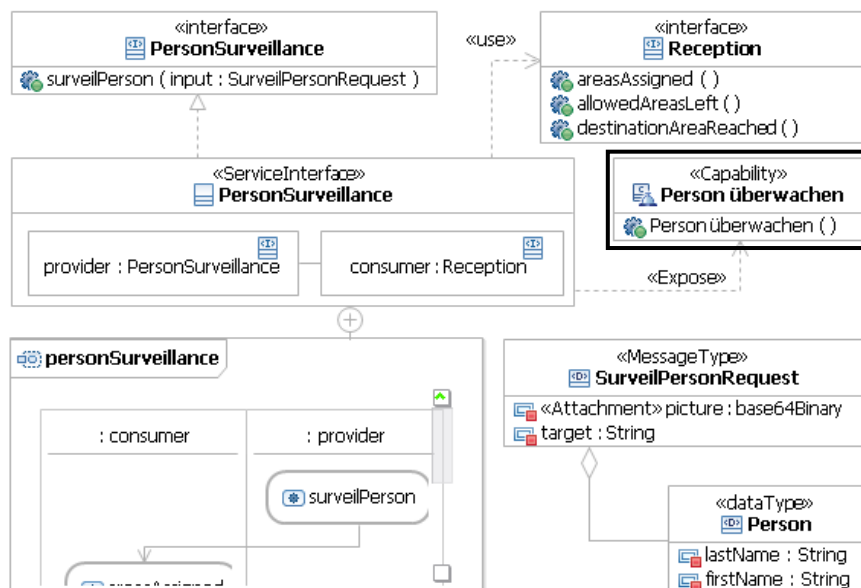 «interface»
PersonSurveillance
surveilPerson ( input : SurveilPersonRequest )
«use»
«interface»
Reception
areasAssigned ( )
allowedAreasLeft ( )
destinationAreaReached ( )
«ServiceInterface»
PersonSurveillance
provider : PersonSurveillance
consumer : Reception
«Capability»
Person überwachen
Person überwachen ( )
«Expose»
personSurveillance
: consumer
: provider
surveilPerson
areasAssigned
«MessageType»
SurveilPersonRequest
«Attachment» picture : base64Binary
target : String
«dataType»
Person
lastName : String
firstName : String